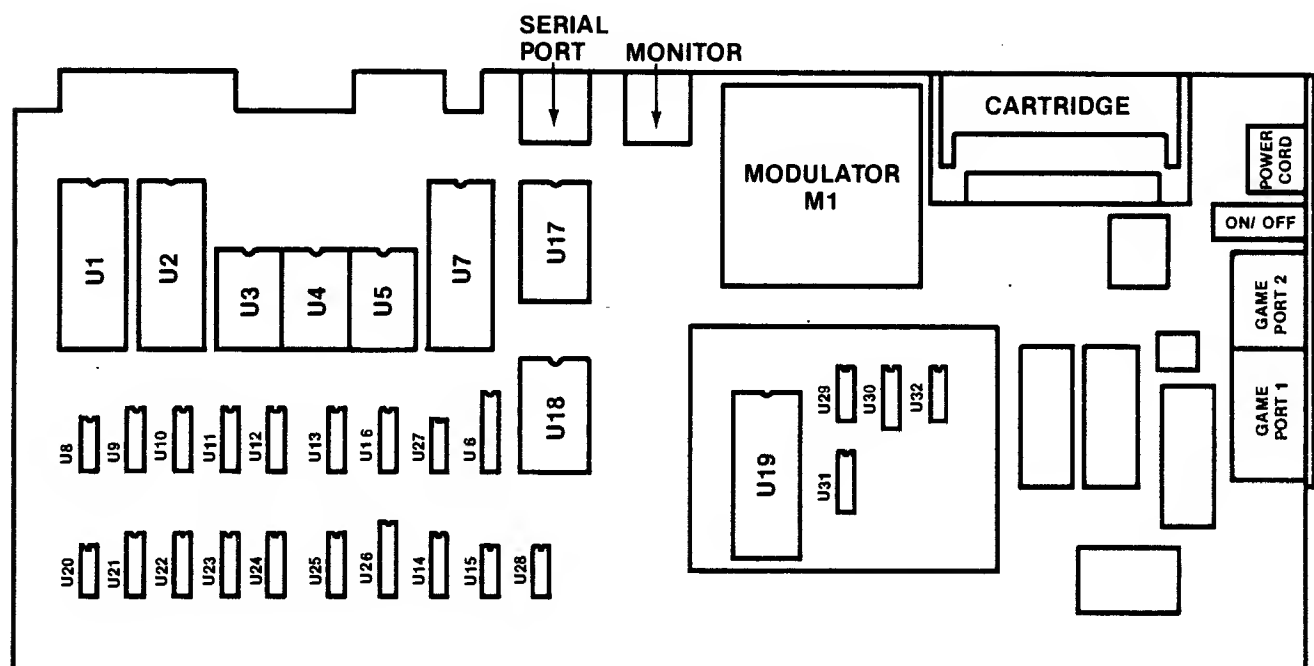 SERIAL
PORT
MONITOR
CARTRIDGE
POWER
CORD
MODULATOR
M1
ON/ OFF
U1
U2
U3
U4
U5
U7
U17
GAME
PORT 2
GAME
PORT 1
U8
U9
U10
U11
U12
U13
U16
U27
U6
U18
U19
U29
U30
U32
U31
U20
U21
U22
U23
U24
U25
U26
U14
U15
U28